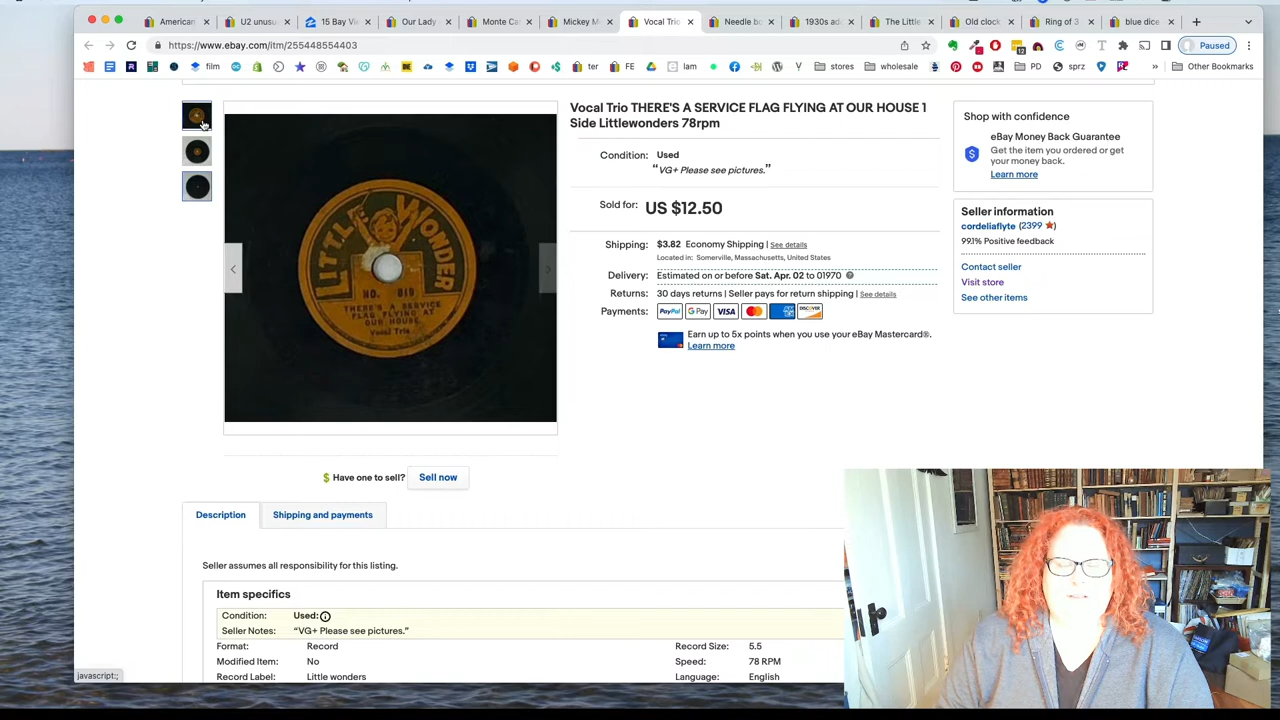 American
U2 unusu
15 Bay Vi
Our Lady
Monte Ca
Mickey M
Vocal Trio
Needle bo
1930s ad
The Little
Old clock
Ring of 3
blue dice
https://www.ebay.com/itm/255448554403
Paused
film
ter
FE
lam
stores
wholesale
PD
sprz
Other Bookmarks
Vocal Trio THERE'S A SERVICE FLAG FLYING AT OUR HOUSE 1
Side Littlewonders 78rpm
Condition: Used
“VG+ Please see pictures.”
Sold for: US $12.50
Shipping: $3.82 Economy Shipping | See details
Located in: Somerville, Massachusetts, United States
Delivery: Estimated on or before Sat. Apr. 02 to 01970
Returns: 30 days returns | Seller pays for return shipping | See details
Payments: PayPal G Pay VISA DISCOVER
Earn up to 5x points when you use your eBay Mastercard®.
Learn more
Shop with confidence
eBay Money Back Guarantee
Get the item you ordered or get
your money back.
Learn more
Seller information
cordeliaflyte (2399 )
99.1% Positive feedback
Contact seller
Visit store
See other items
LITTLE WONDER
NO. 819
THERE'S A SERVICE
FLAG FLYING AT
OUR HOUSE
Vocal Trio
Have one to sell? Sell now
Description
Shipping and payments
Seller assumes all responsibility for this listing.
Item specifics
Condition: Used:
Seller Notes: “VG+ Please see pictures.”
Format: Record
Record Size: 5.5
Modified Item: No
Speed: 78 RPM
Record Label: Little wonders
Language: English
javascript:;